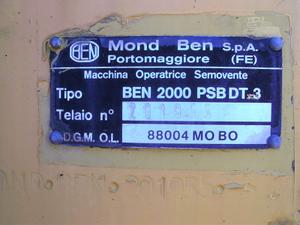 BEN
Mond Ben S.p.A.
Portomaggiore (FE)
Macchina Operatrice Semovente
Tipo BEN 2000 PSB DT-3
Telaio n°
D.G.M. O.L. 88004 MO BO